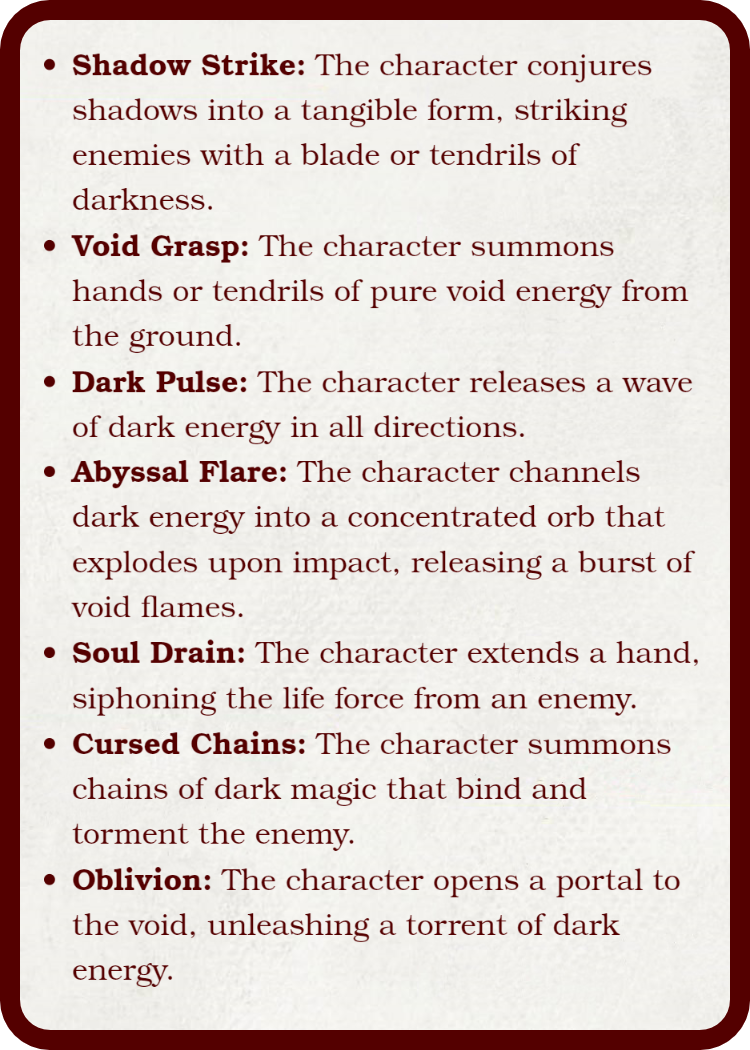 • Shadow Strike: The character conjures
shadows into a tangible form, striking
enemies with a blade or tendrils of
darkness.
• Void Grasp: The character summons
hands or tendrils of pure void energy from
the ground.
• Dark Pulse: The character releases a wave
of dark energy in all directions.
• Abyssal Flare: The character channels
dark energy into a concentrated orb that
explodes upon impact, releasing a burst of
void flames.
• Soul Drain: The character extends a hand,
siphoning the life force from an enemy.
• Cursed Chains: The character summons
chains of dark magic that bind and
torment the enemy.
• Oblivion: The character opens a portal to
the void, unleashing a torrent of dark
energy.